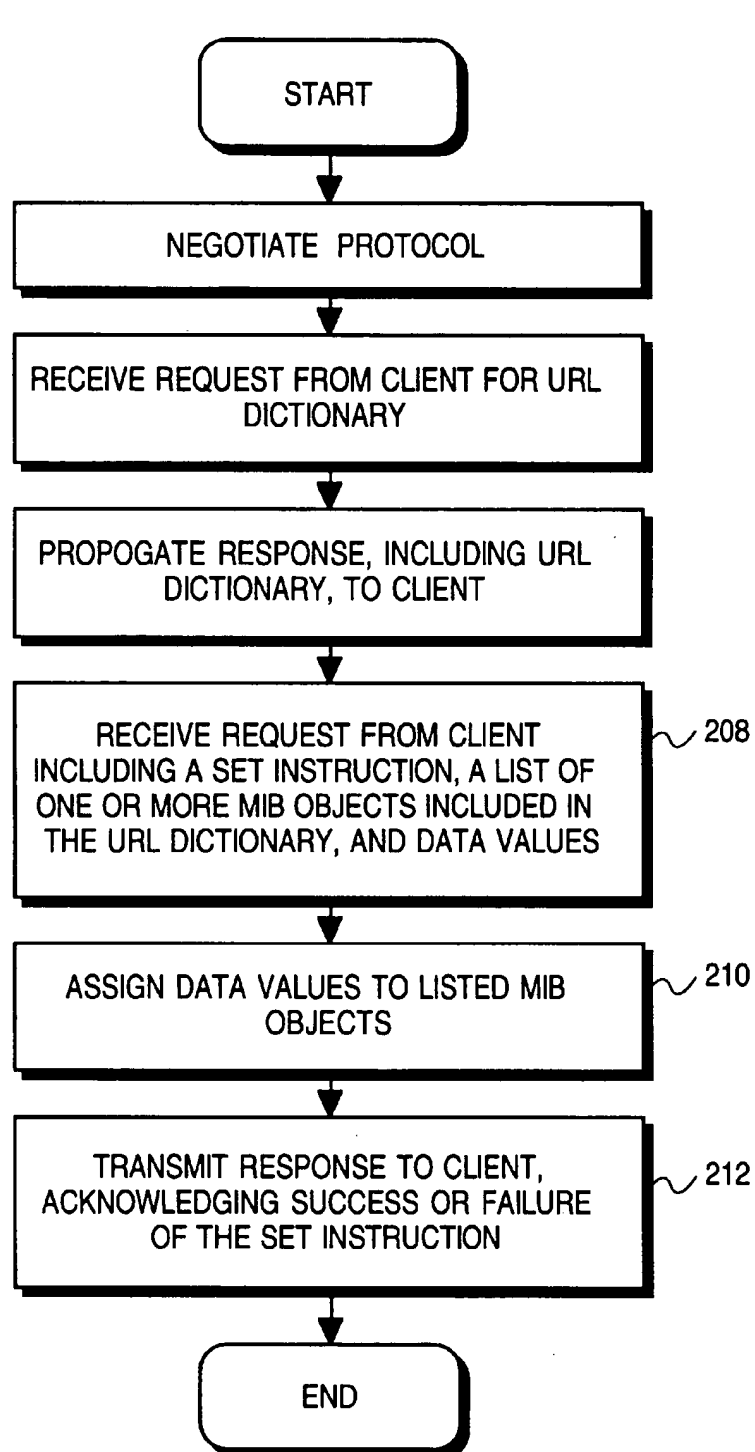 START
NEGOTIATE PROTOCOL
RECEIVE REQUEST FROM CLIENT FOR URL
DICTIONARY
PROPOGATE RESPONSE, INCLUDING URL
DICTIONARY, TO CLIENT
RECEIVE REQUEST FROM CLIENT
INCLUDING A SET INSTRUCTION, A LIST OF
ONE OR MORE MIB OBJECTS INCLUDED IN
THE URL DICTIONARY, AND DATA VALUES
208
ASSIGN DATA VALUES TO LISTED MIB
OBJECTS
210
TRANSMIT RESPONSE TO CLIENT,
ACKNOWLEDGING SUCCESS OR FAILURE
OF THE SET INSTRUCTION
212
END